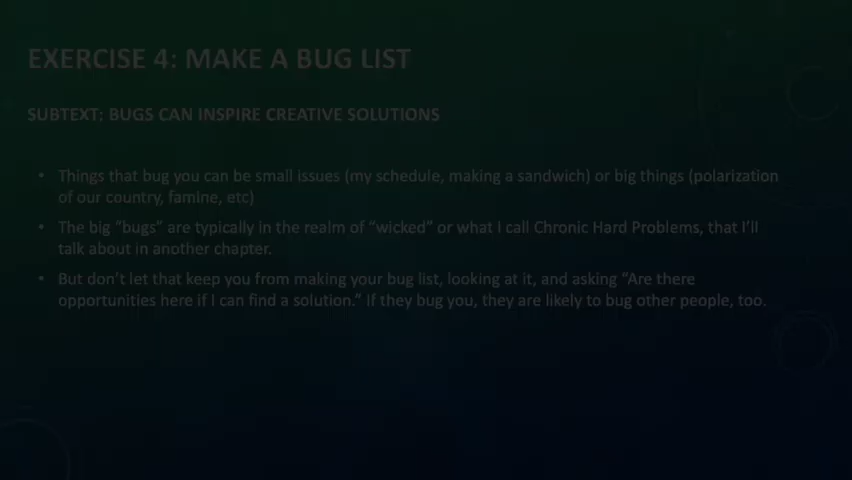 EXERCISE 4: MAKE A BUG LIST
SUBTEXT: BUGS CAN INSPIRE CREATIVE SOLUTIONS
• Things that bug you can be small issues (my schedule, making a sandwich) or big things (polarization
of our country, famine, etc)
• The big “bugs” are typically in the realm of “wicked” or what I call Chronic Hard Problems, that I’ll
talk about in another chapter.
• But don’t let that keep you from making your bug list, looking at it, and asking “Are there
opportunities here if I can find a solution.” If they bug you, they are likely to bug other people, too.